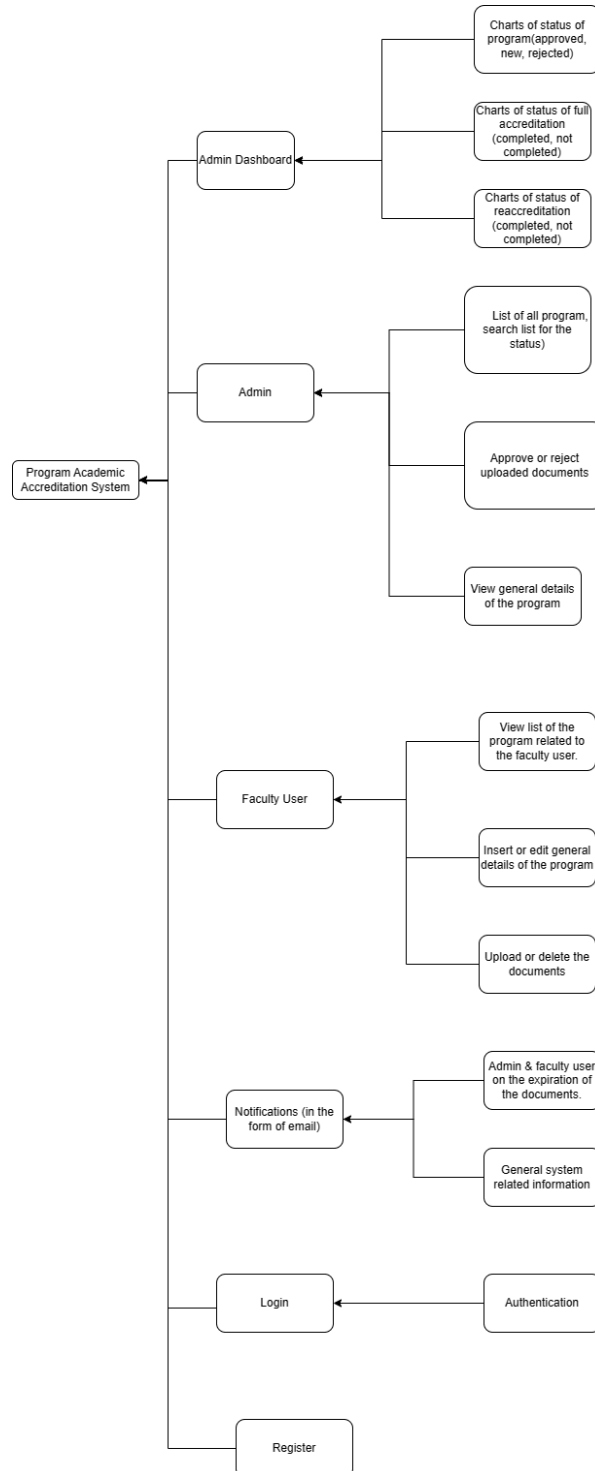 Charts of status of
program(approved,
new, rejected)
Charts of status of full
accreditation
(completed, not
completed)
Admin Dashboard
Charts of status of
reaccreditation
(completed, not
completed)
List of all program,
search list for the
status)
Admin
Approve or reject
uploaded documents
Program Academic
Accreditation System
View general details
of the program
View list of the
program related to
the faculty user.
Faculty User
Insert or edit general
details of the program
Upload or delete the
documents
Admin & faculty user
on the expiration of
the documents.
Notifications (in the
form of email)
General system
related information
Login
Authentication
Register